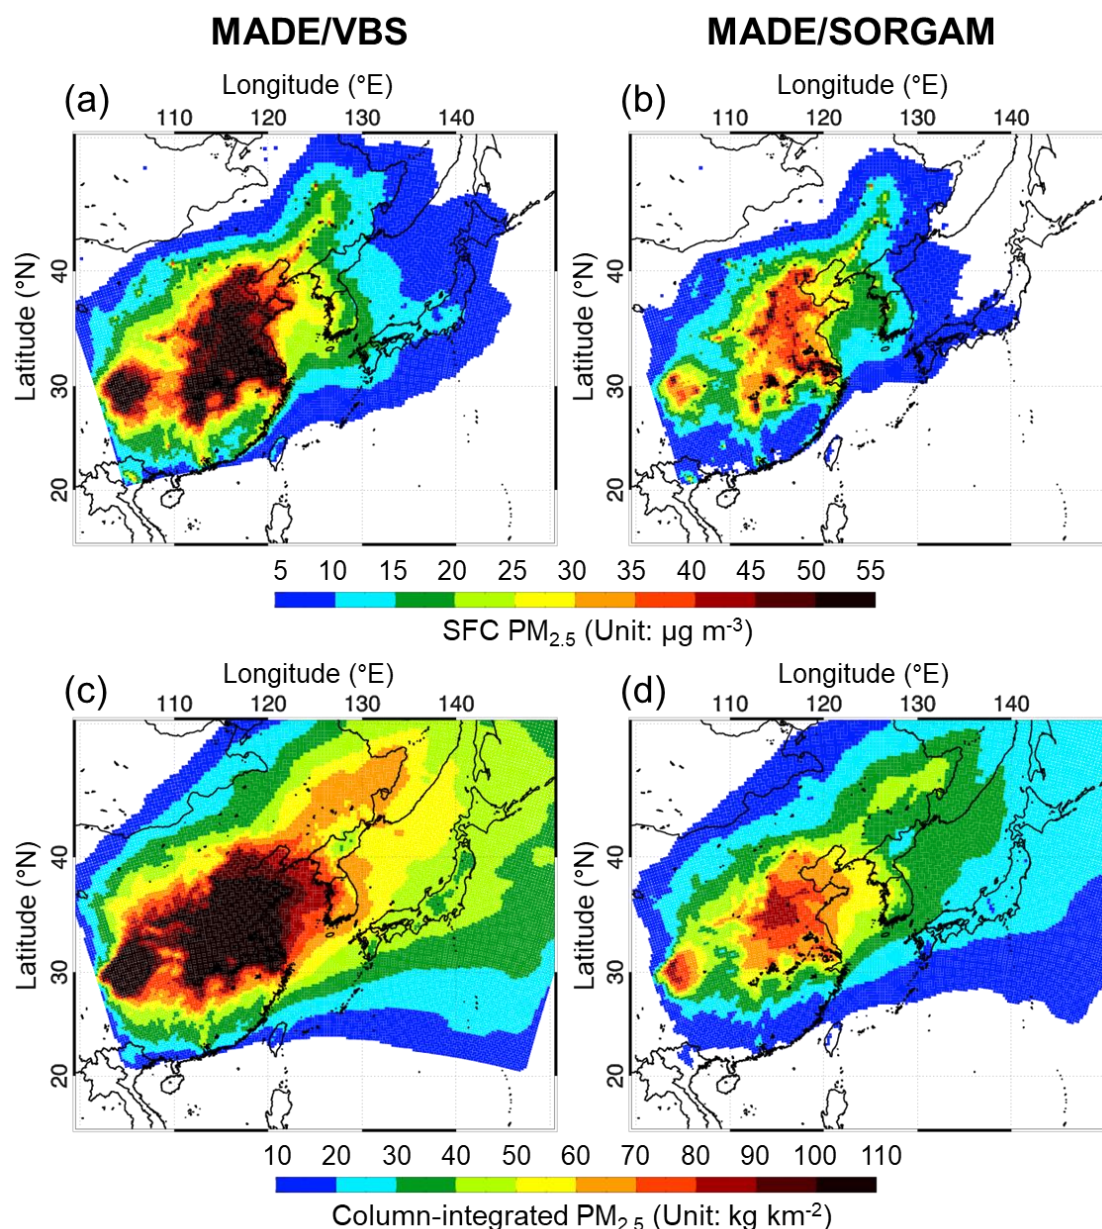 MADE/VBS MADE/SORGAM
(a) Longitude (°E) (b) Longitude (°E)
110 120 130 140 110 120 130 140
Latitude (°N) Latitude (°N)
40 40
30 30
20 20
5 10 15 20 25 30 35 40 45 50 55
SFC PM2.5 (Unit: µg m-3)
(c) Longitude (°E) (d) Longitude (°E)
110 120 130 140 110 120 130 140
Latitude (°N) Latitude (°N)
40 40
30 30
20 20
10 20 30 40 50 60 70 80 90 100 110
Column-integrated PM2.5 (Unit: kg km-2)